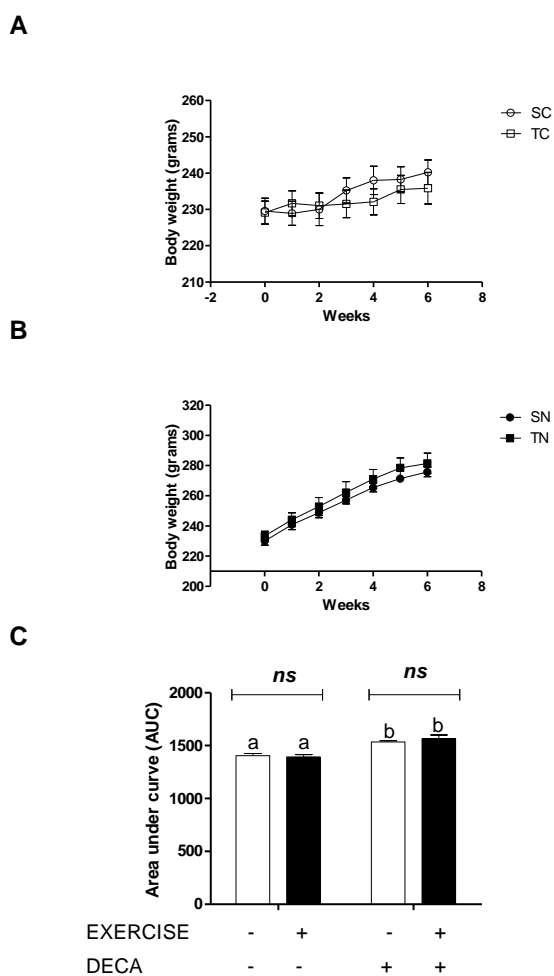 A
260
250
240
230
220
210
-2 0 2 4 6 8
Body weight (grams)
Weeks
SC
TC
B
320
300
280
260
240
220
200
0 2 4 6 8
Body weight (grams)
Weeks
SN
TN
C
ns ns
2000
1500
1000
500
0
Area under curve (AUC)
a a b b
EXERCISE - + - +
DECA - - + +